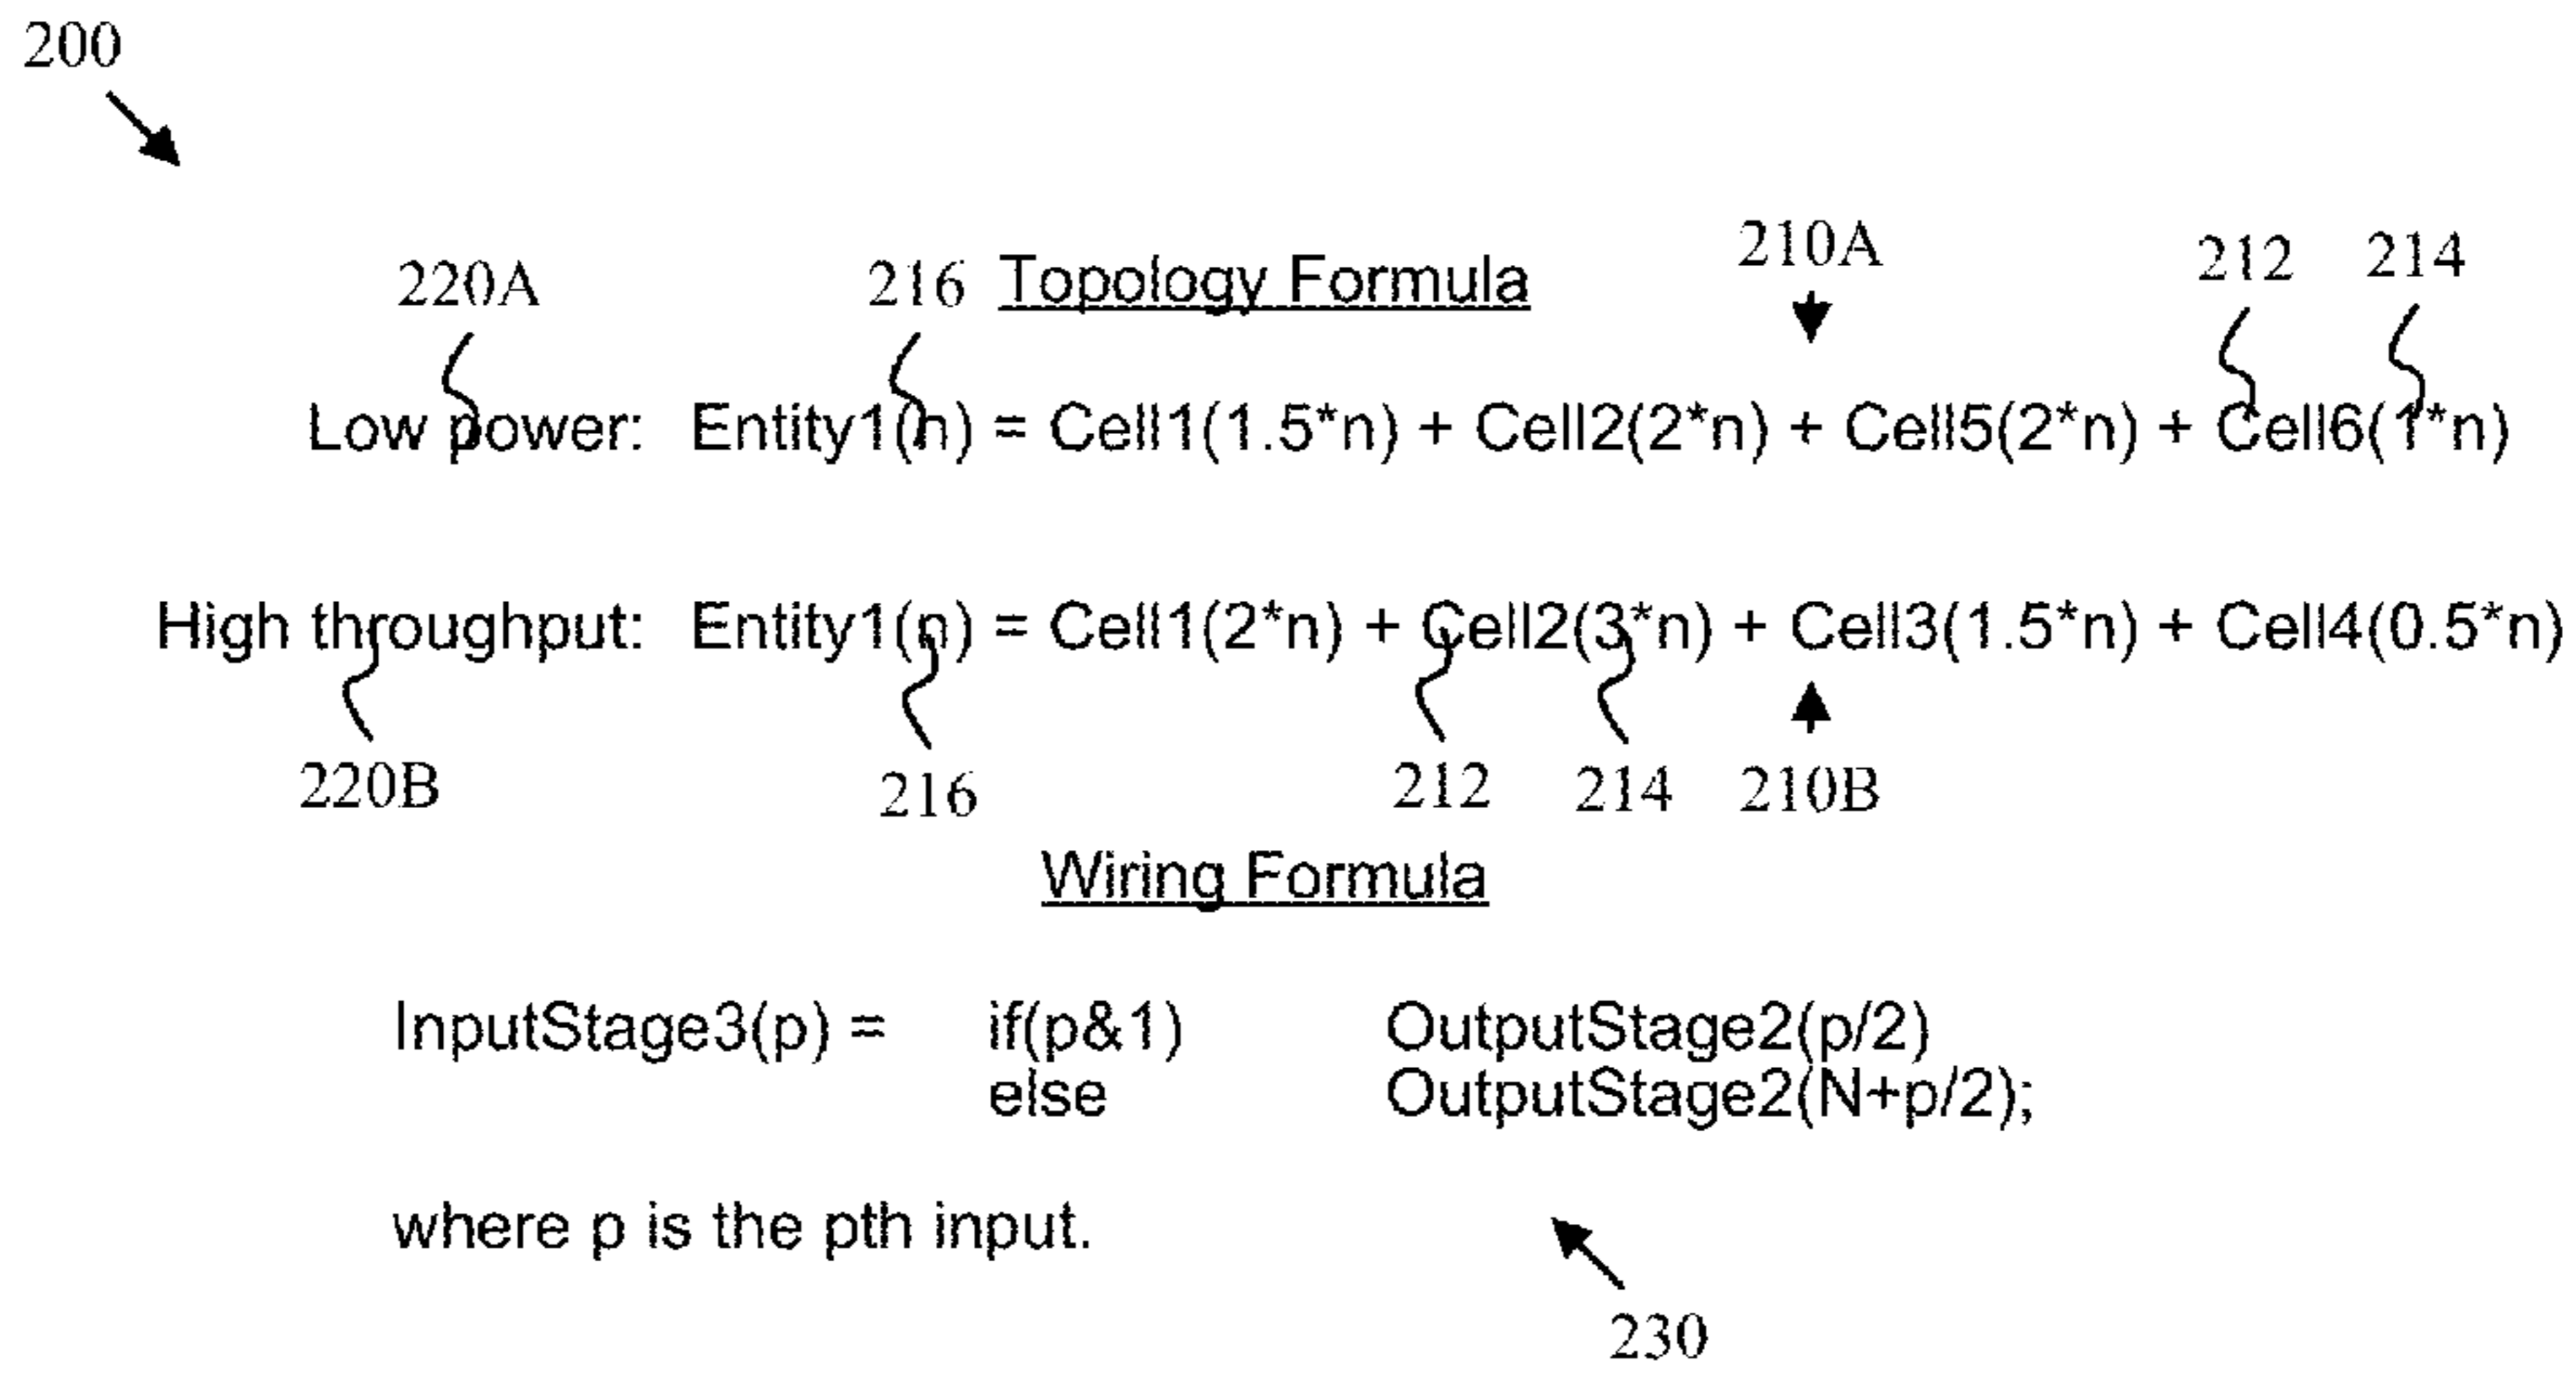 200
220A 216 Topology Formula 210A 212 214
Low power: Entity1(n) = Cell1(1.5*n) + Cell2(2*n) + Cell5(2*n) + Cell6(1*n)
High throughput: Entity1(n) = Cell1(2*n) + Cell2(3*n) + Cell3(1.5*n) + Cell4(0.5*n)
220B 216 212 214 210B
Wiring Formula
InputStage3(p) = if(p&1) OutputStage2(p/2)
else OutputStage2(N+p/2);
where p is the pth input.
230